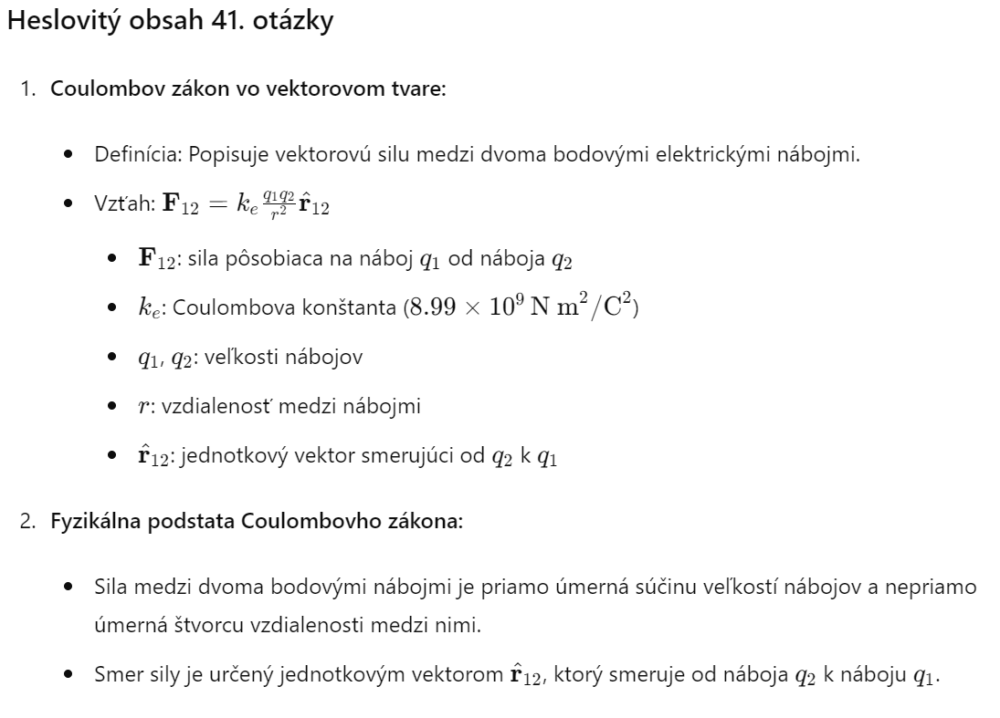 Heslovitý obsah 41. otázky
1. Coulombov zákon vo vektorovom tvare:
• Definícia: Popisuje vektorovú silu medzi dvoma bodovými elektrickými nábojmi.
• Vzťah: $\mathbf{F}_{12} = k_e \frac{q_1 q_2}{r^2} \hat{\mathbf{r}}_{12}$
• $\mathbf{F}_{12}$: sila pôsobiaca na náboj $q_1$ od náboja $q_2$
• $k_e$: Coulombova konštanta ($8.99 \times 10^9 \, \mathrm{N \, m^2/C^2}$)
• $q_1$, $q_2$: veľkosti nábojov
• $r$: vzdialenosť medzi nábojmi
• $\hat{\mathbf{r}}_{12}$: jednotkový vektor smerujúci od $q_2$ k $q_1$
2. Fyzikálna podstata Coulombovho zákona:
• Sila medzi dvoma bodovými nábojmi je priamo úmerná súčinu veľkostí nábojov a nepriamo
úmerná štvorcu vzdialenosti medzi nimi.
• Smer sily je určený jednotkovým vektorom $\hat{\mathbf{r}}_{12}$, ktorý smeruje od náboja $q_2$ k náboju $q_1$.